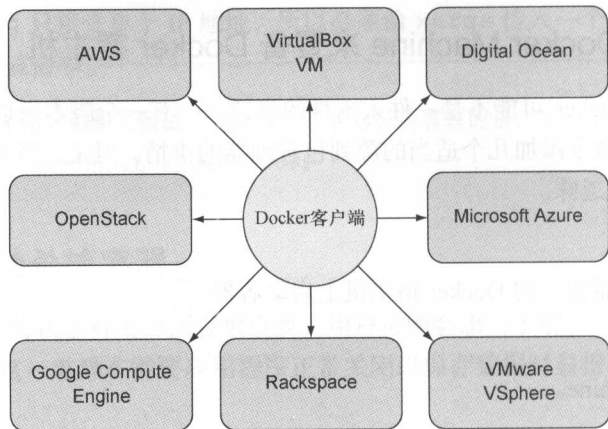 AWS
VirtualBox
VM
Digital Ocean
OpenStack
Docker客户端
Microsoft Azure
Google Compute
Engine
Rackspace
VMware
VSphere